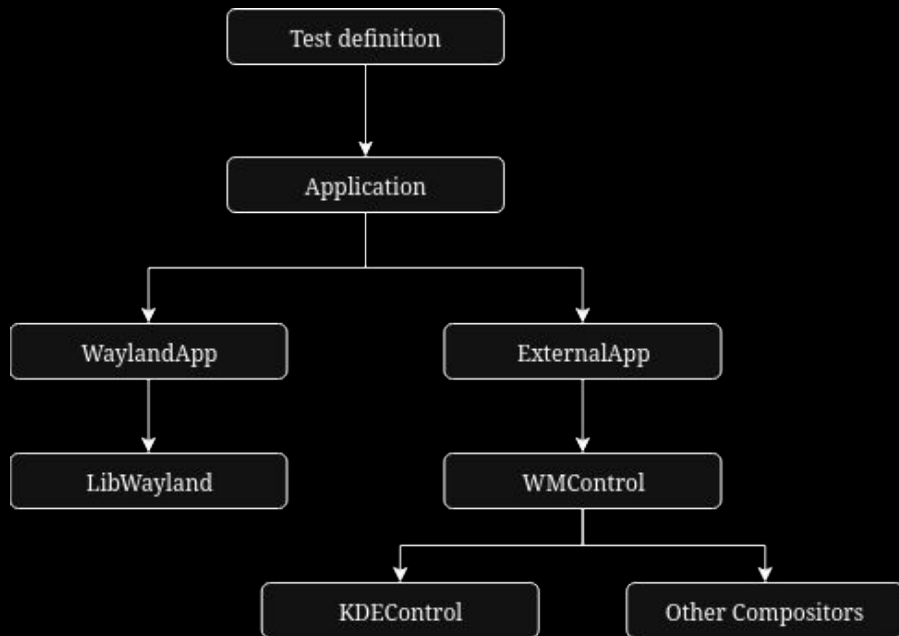 Test definition
Application
WaylandApp
ExternalApp
LibWayland
WMControl
KDEControl
Other Compositors